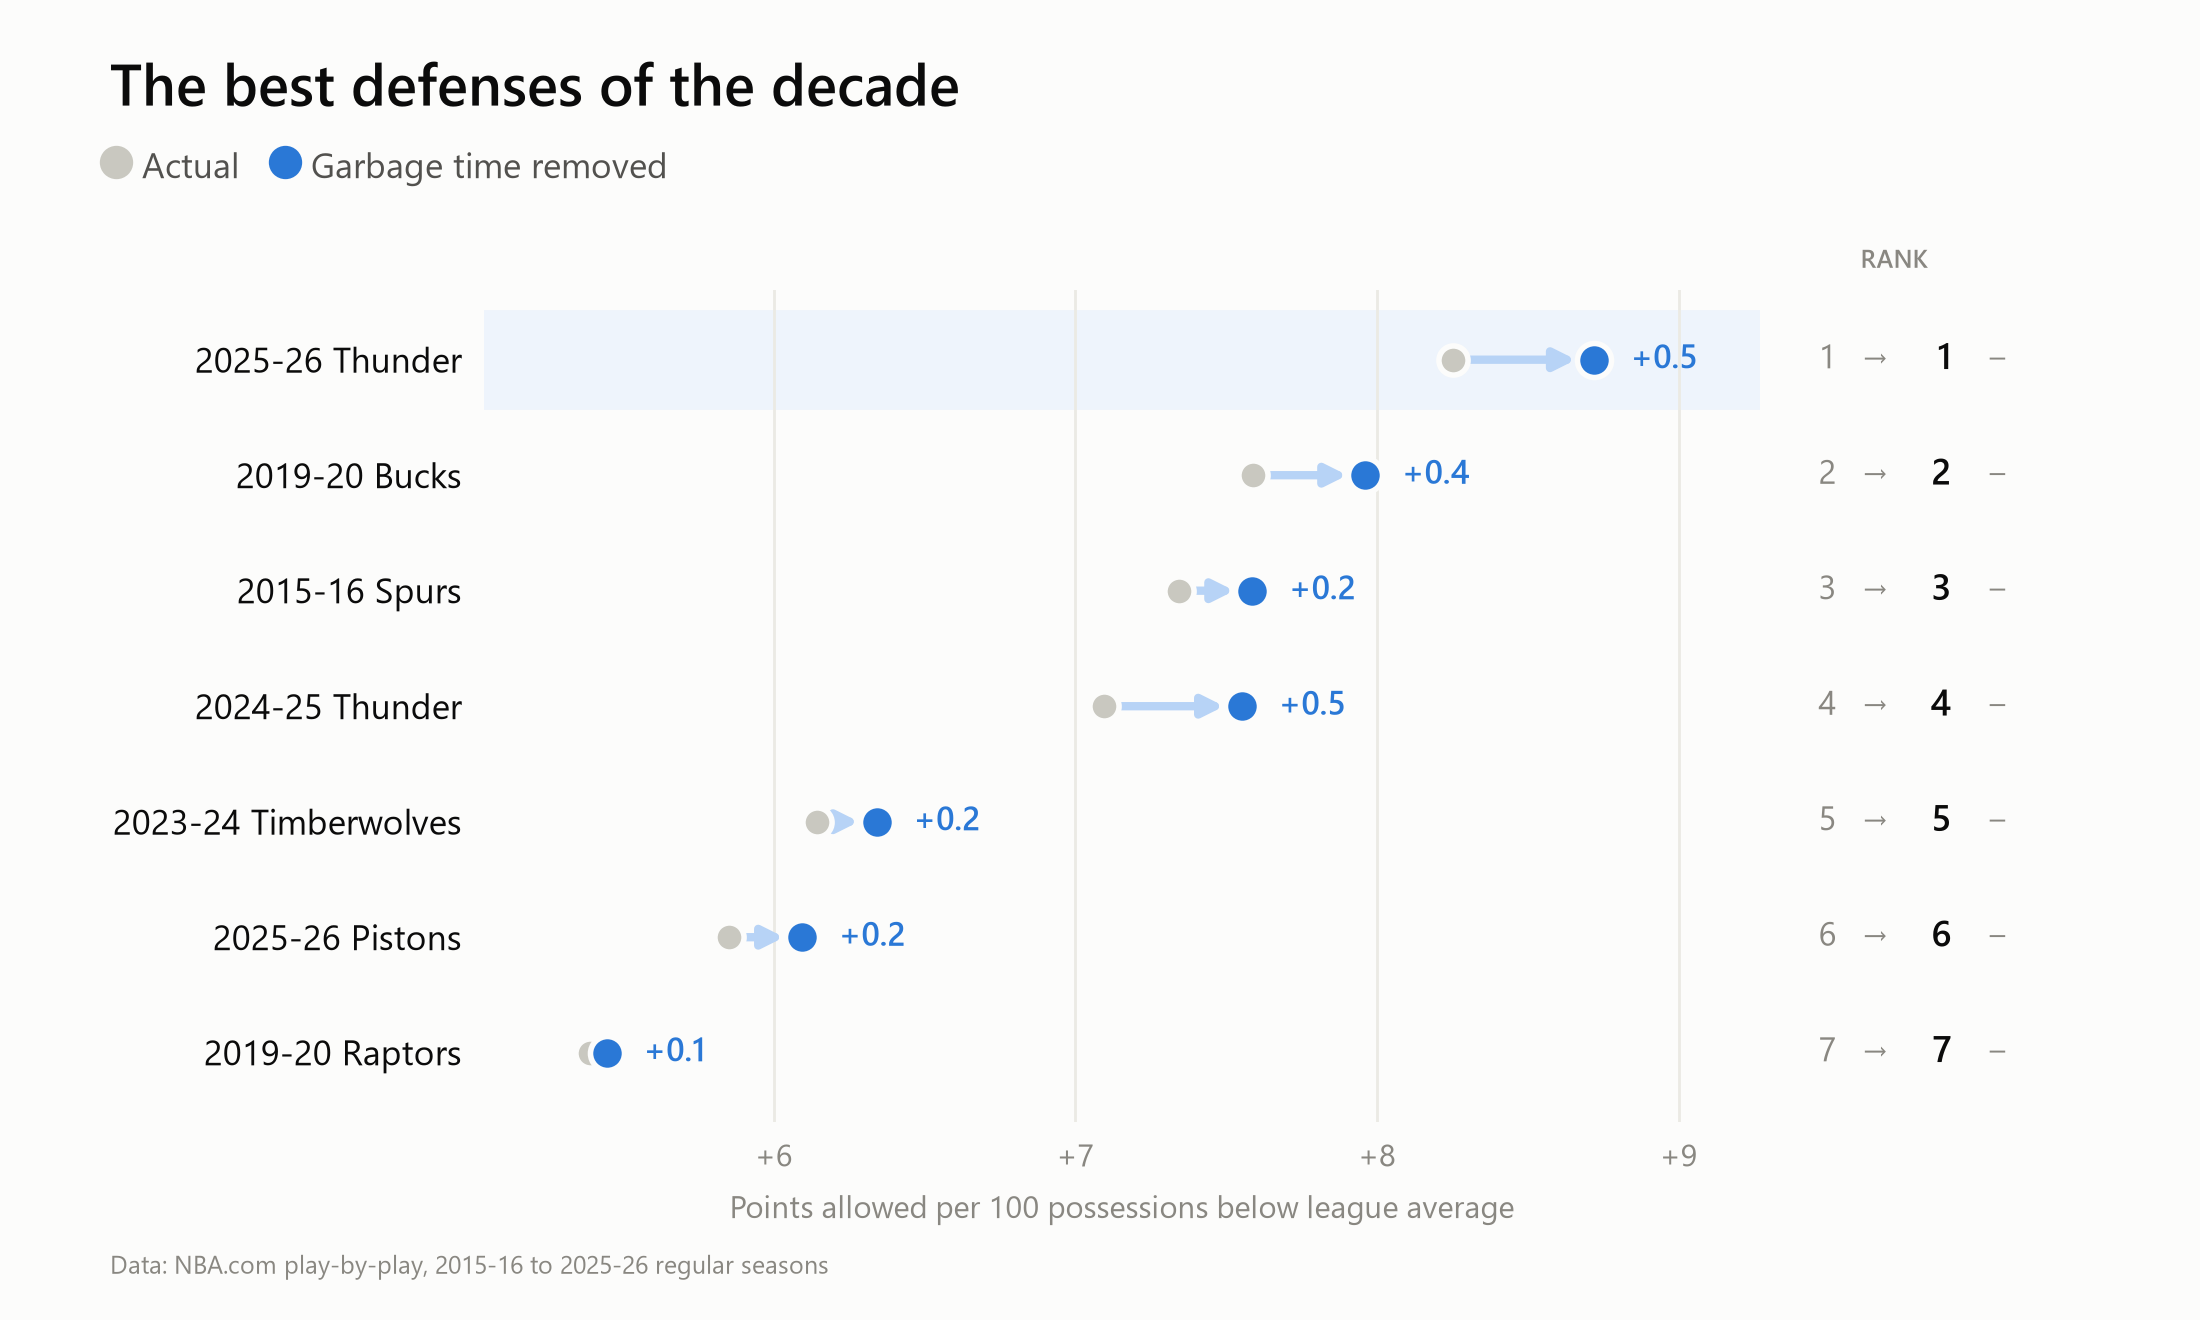 The best defenses of the decade
Actual Garbage time removed
RANK
2025-26 Thunder +0.5 1 → 1 –
2019-20 Bucks +0.4 2 → 2 –
2015-16 Spurs +0.2 3 → 3 –
2024-25 Thunder +0.5 4 → 4 –
2023-24 Timberwolves +0.2 5 → 5 –
2025-26 Pistons +0.2 6 → 6 –
2019-20 Raptors +0.1 7 → 7 –
+6 +7 +8 +9
Points allowed per 100 possessions below league average
Data: NBA.com play-by-play, 2015-16 to 2025-26 regular seasons